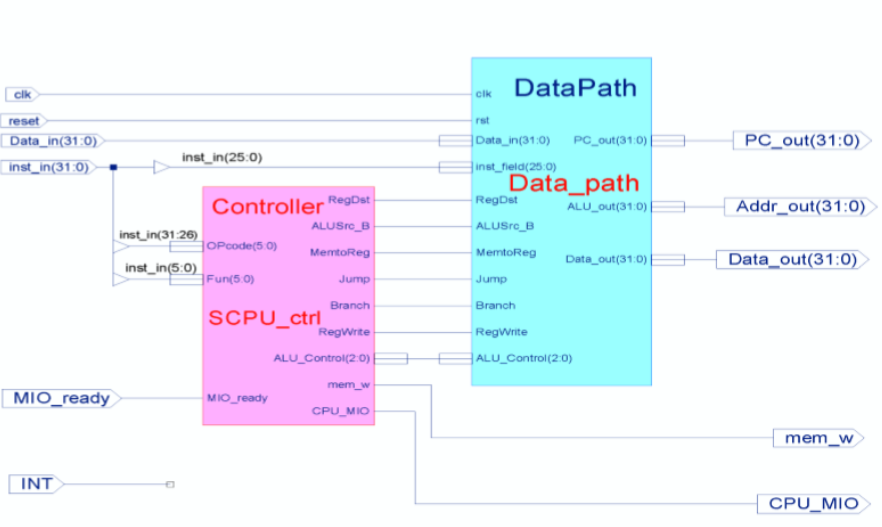 clk
reset
Data_in(31:0)
inst_in(31:0)
inst_in(25:0)
inst_in(31:26)
inst_in(5:0)
MIO_ready
INT
Controller
SCPU_ctrl
OPcode(5:0)
Fun(5:0)
MIO_ready
RegDst
ALUSrc_B
MemtoReg
Jump
Branch
RegWrite
ALU_Control(2:0)
mem_w
CPU_MIO
DataPath
Data_path
clk
rst
Data_in(31:0)
inst_field(25:0)
RegDst
ALUSrc_B
MemtoReg
Jump
Branch
RegWrite
ALU_Control(2:0)
PC_out(31:0)
ALU_out(31:0)
Data_out(31:0)
PC_out(31:0)
Addr_out(31:0)
Data_out(31:0)
mem_w
CPU_MIO